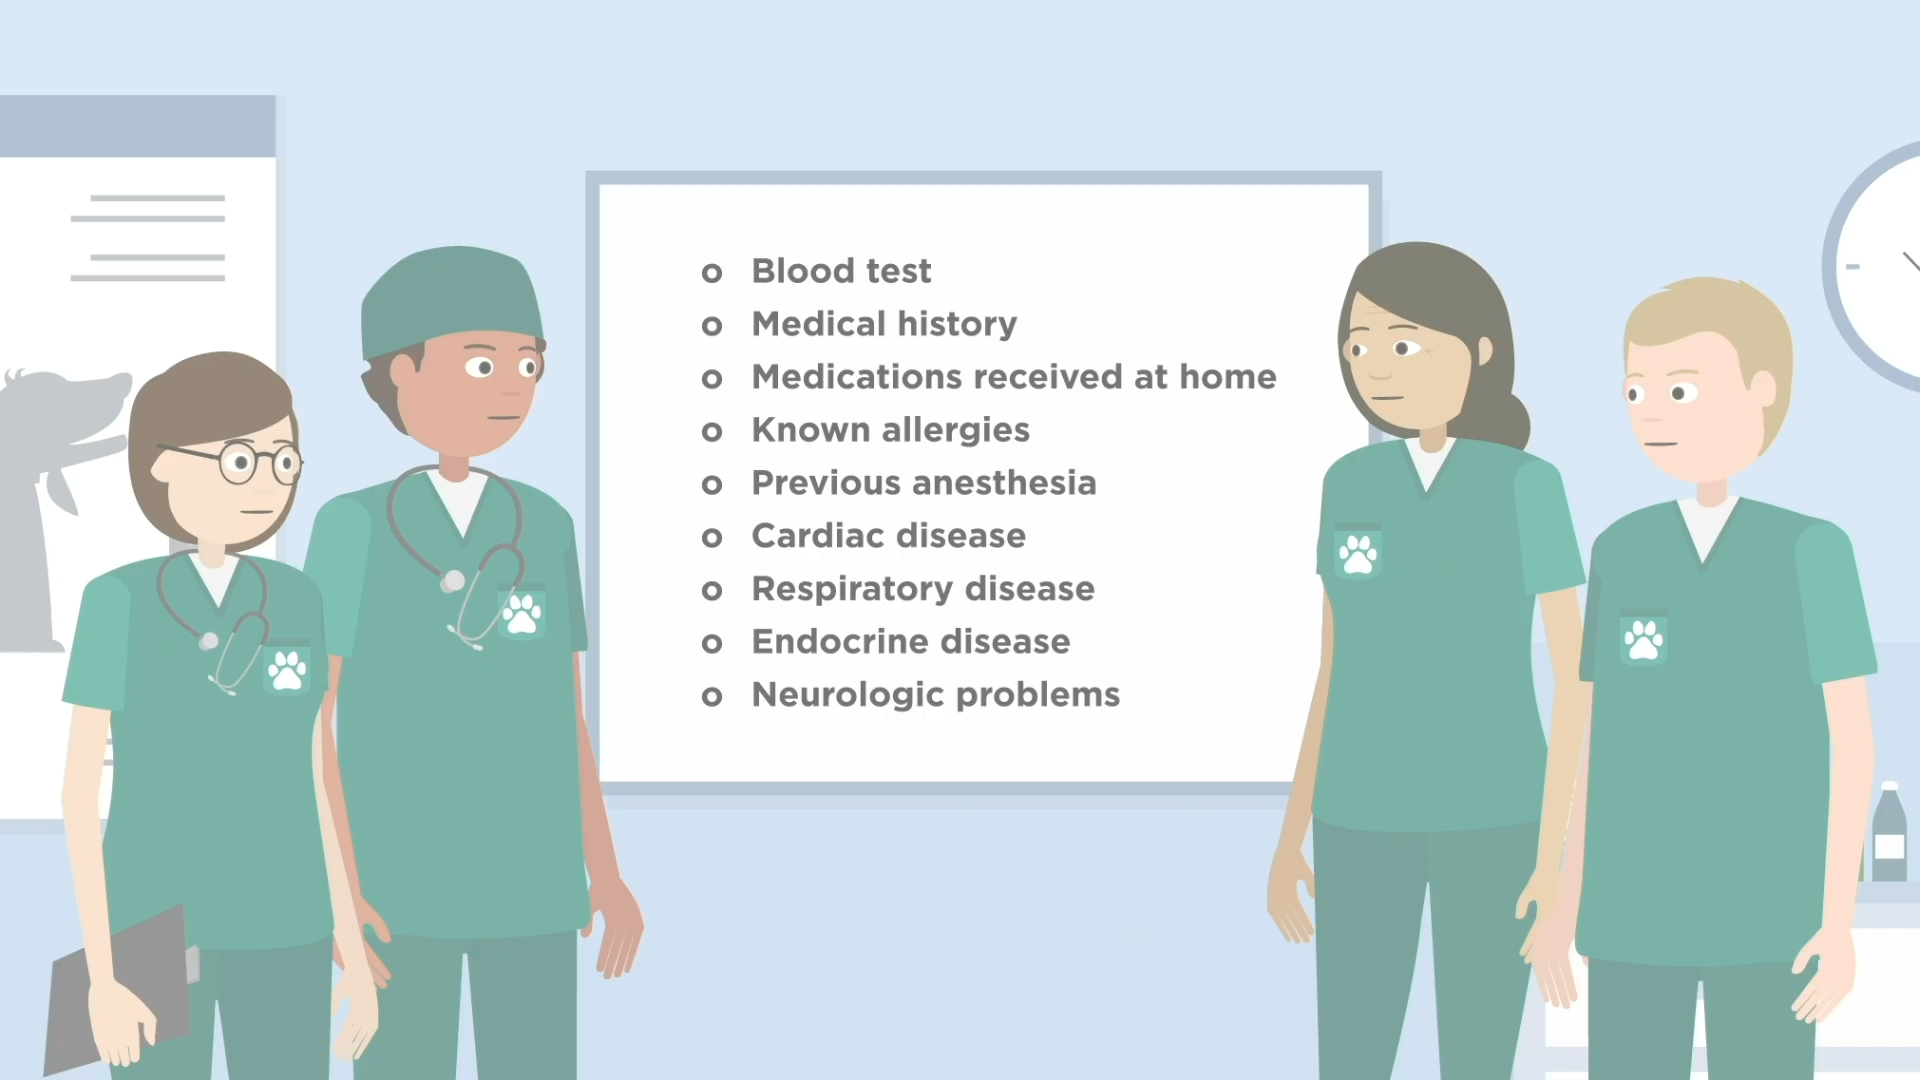 o Blood test
o Medical history
o Medications received at home
o Known allergies
o Previous anesthesia
o Cardiac disease
o Respiratory disease
o Endocrine disease
o Neurologic problems